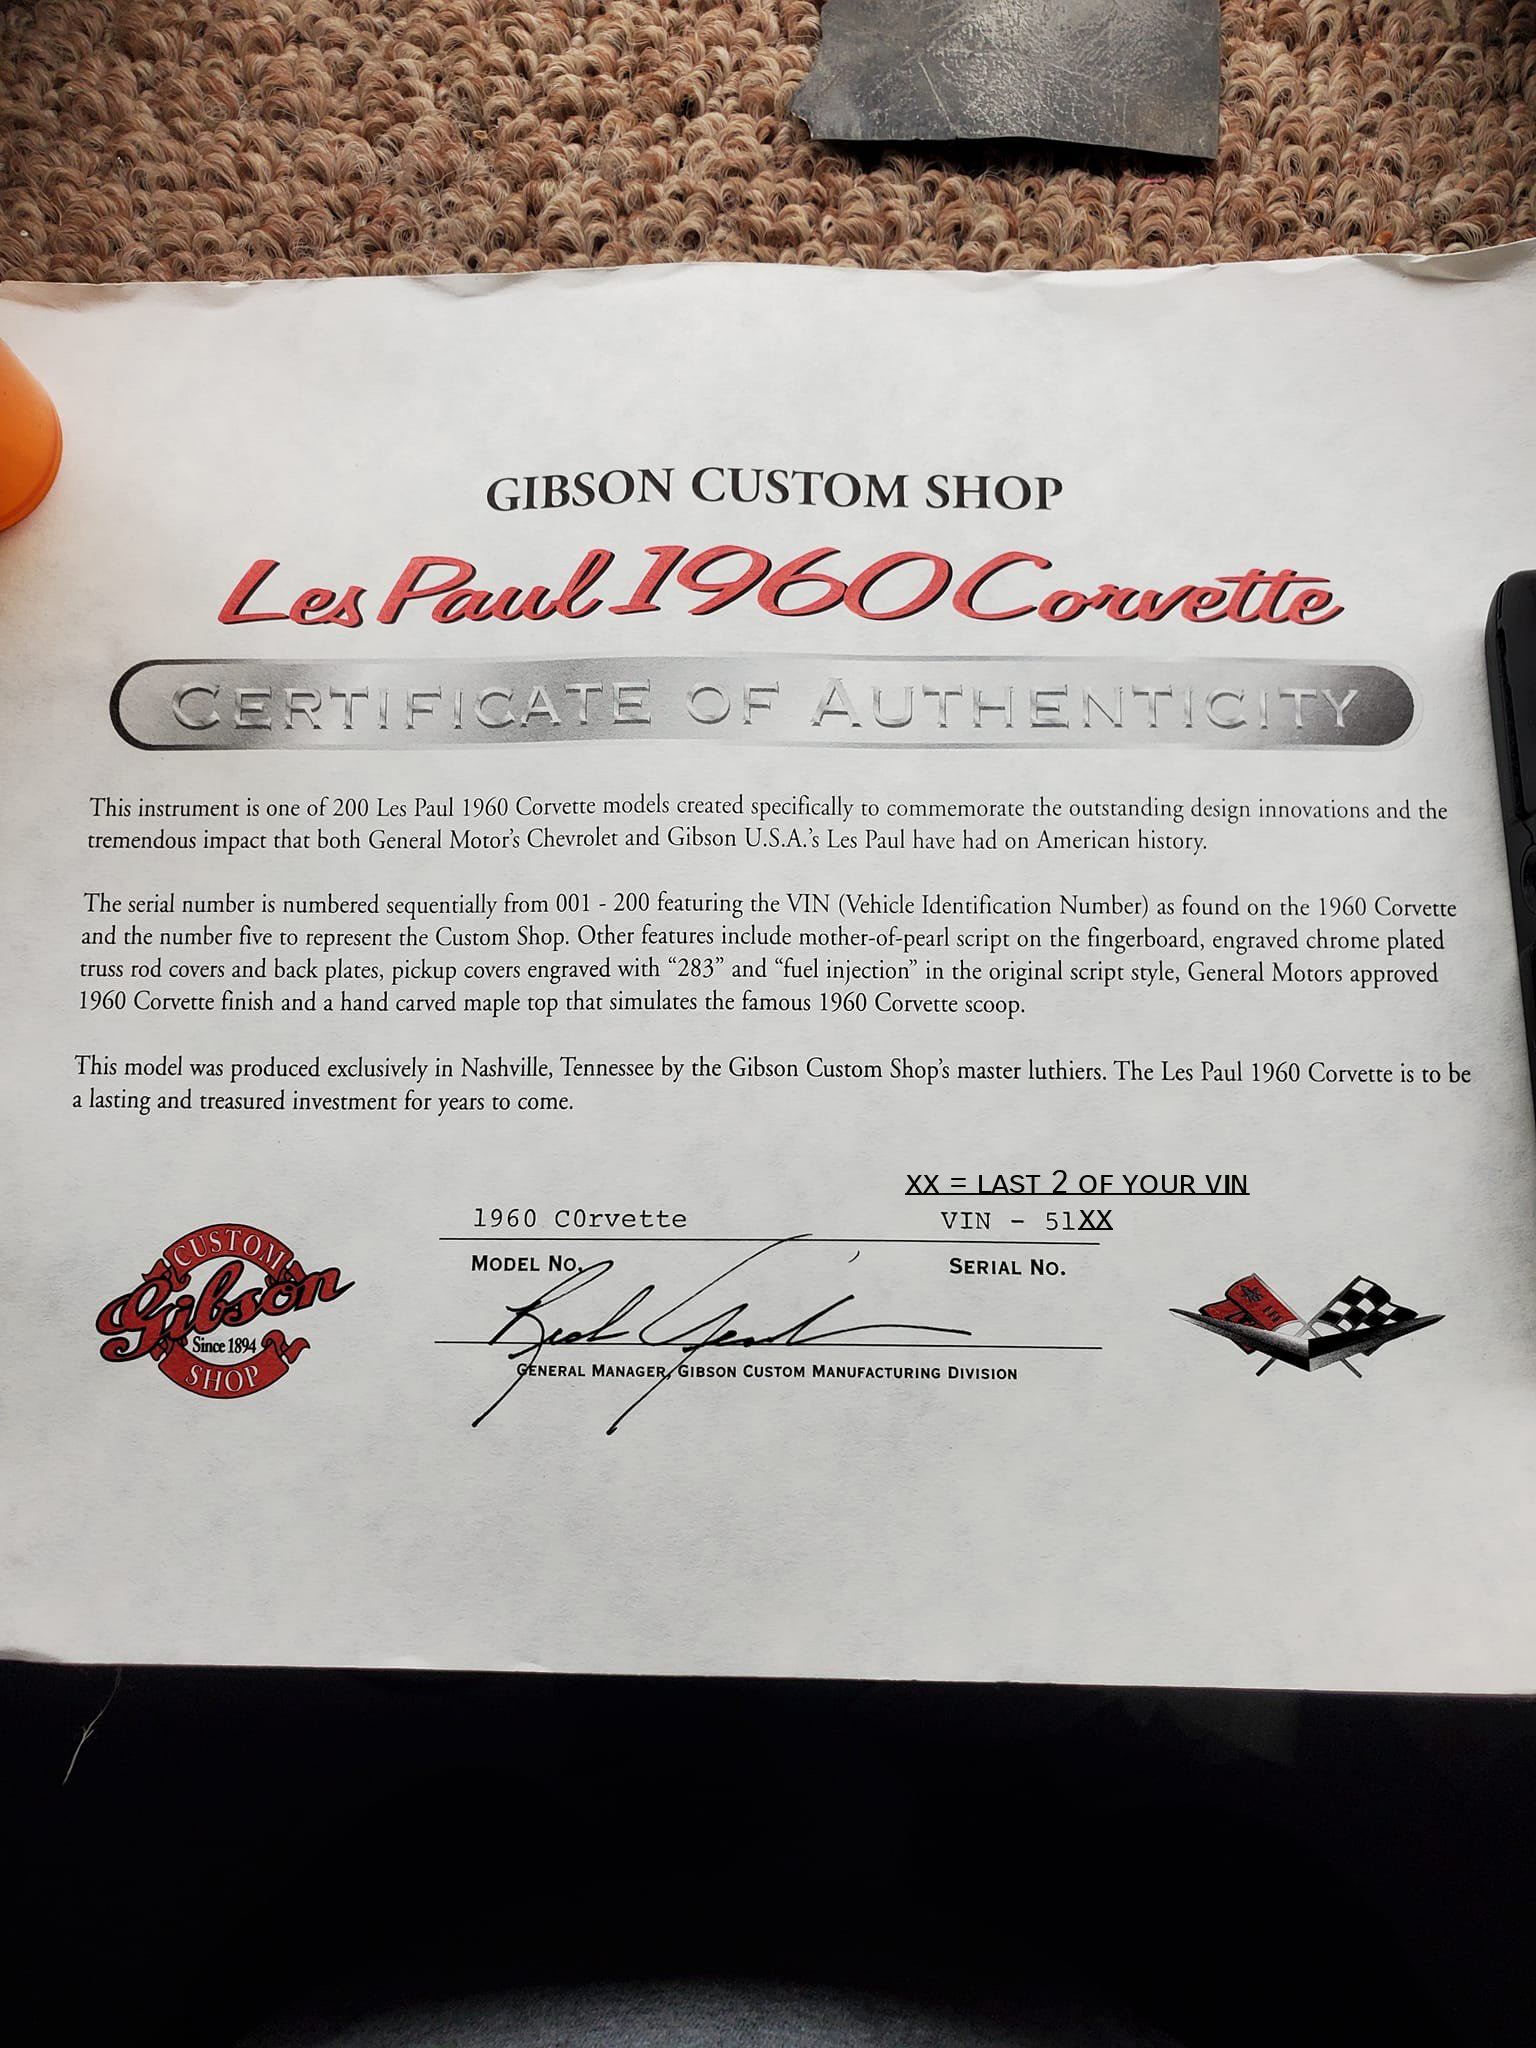 GIBSON CUSTOM SHOP
Les Paul 1960 Corvette
CERTIFICATE OF AUTHENTICITY
This instrument is one of 200 Les Paul 1960 Corvette models created specifically to commemorate the outstanding design innovations and the
tremendous impact that both General Motor's Chevrolet and Gibson U.S.A.'s Les Paul have had on American history.
The serial number is numbered sequentially from 001 - 200 featuring the VIN (Vehicle Identification Number) as found on the 1960 Corvette
and the number five to represent the Custom Shop. Other features include mother-of-pearl script on the fingerboard, engraved chrome plated
truss rod covers and back plates, pickup covers engraved with “283” and “fuel injection” in the original script style, General Motors approved
1960 Corvette finish and a hand carved maple top that simulates the famous 1960 Corvette scoop.
This model was produced exclusively in Nashville, Tennessee by the Gibson Custom Shop's master luthiers. The Les Paul 1960 Corvette is to be
a lasting and treasured investment for years to come.
XX = LAST 2 OF YOUR VIN
1960 C0rvette VIN - 51XX
MODEL NO. SERIAL NO.
CUSTOM
Gibson
Since 1894
SHOP
GENERAL MANAGER, GIBSON CUSTOM MANUFACTURING DIVISION